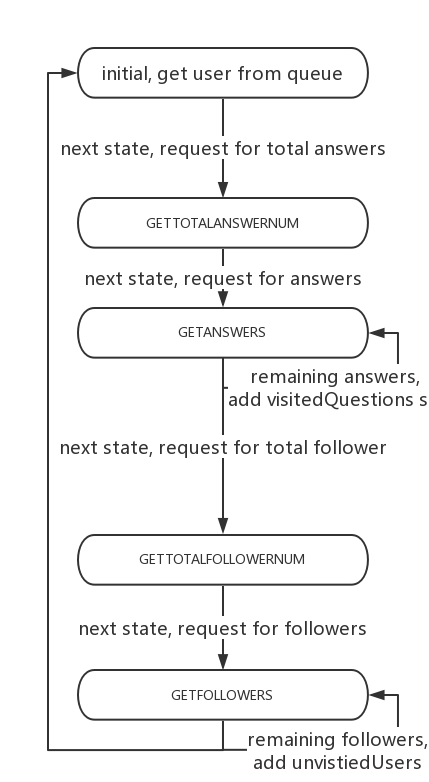 initial, get user from queue
next state, request for total answers
GETTOTALANSWERNUM
next state, request for answers
GETANSWERS
remaining answers,
add visitedQuestions s
next state, request for total follower
GETTOTALFOLLOWERNUM
next state, request for followers
GETFOLLOWERS
remaining followers,
add unvistiedUsers